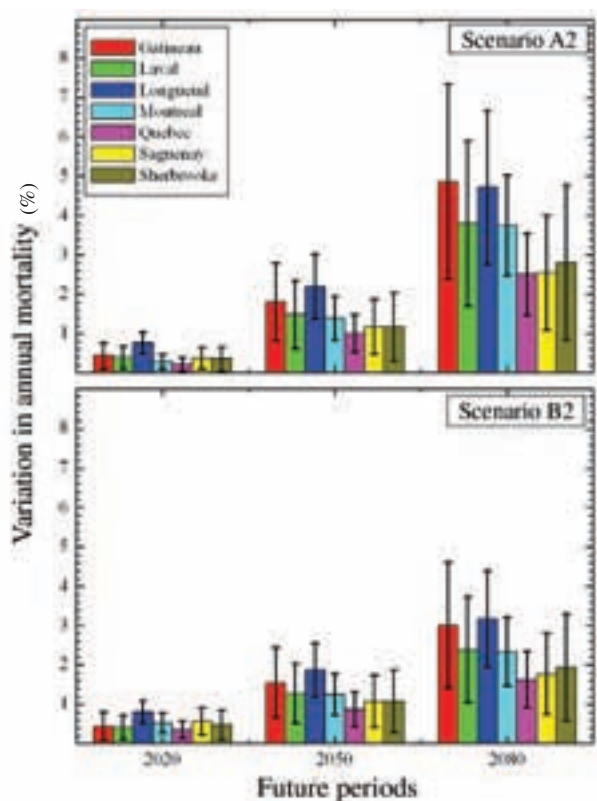 Scenario A2
Gatineau
Laval
Longueuil
Montreal
Quebec
Saguenay
Sherbrooke
8
7
6
5
4
3
2
1
Variation in annual mortality (%)
Scenario B2
8
7
6
5
4
3
2
1
2020
2050
2080
Future periods